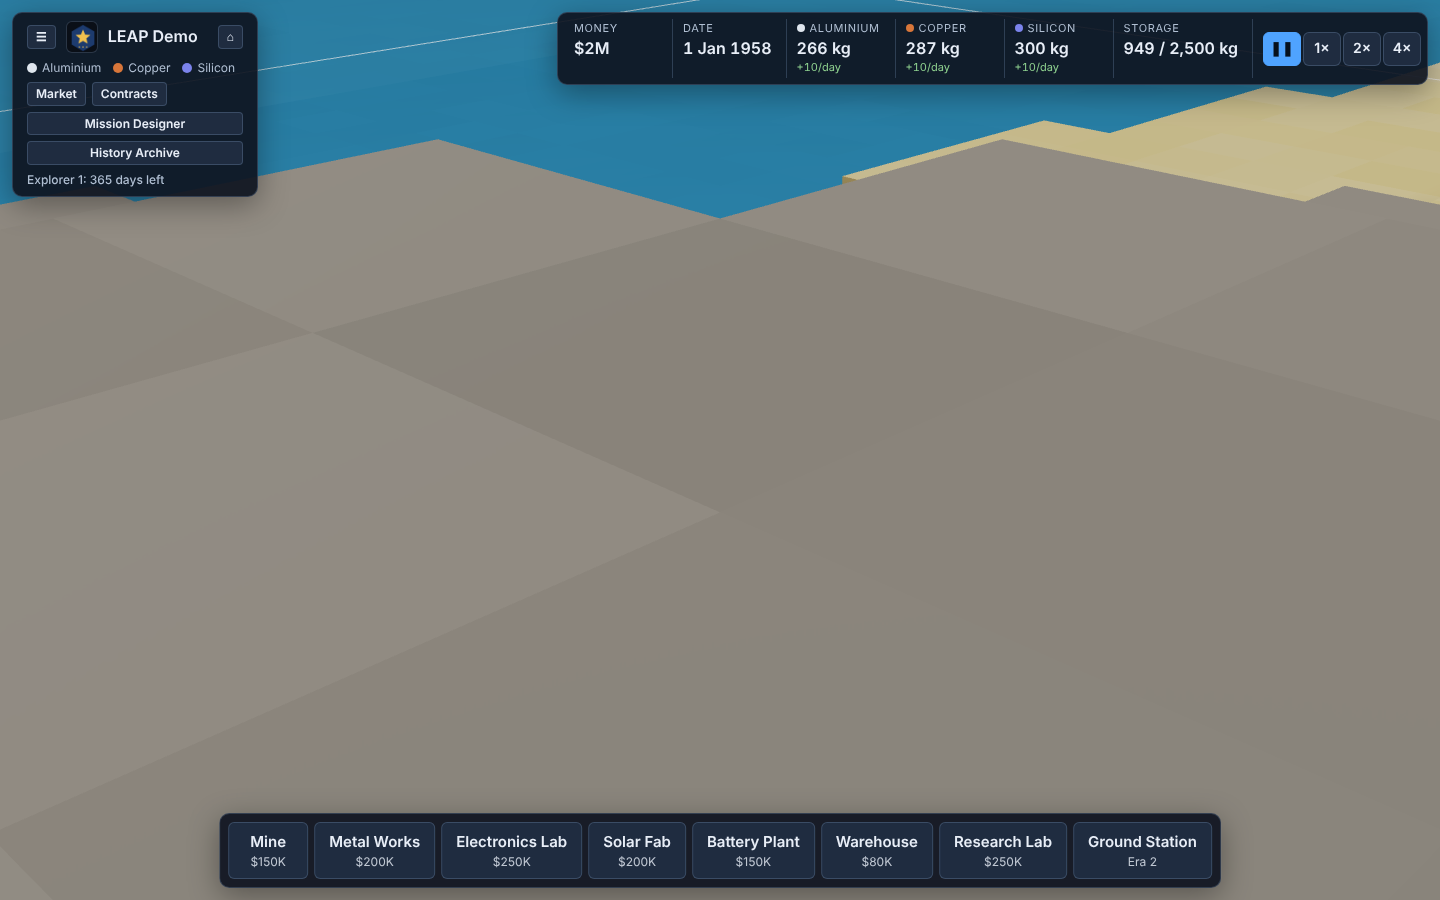 LEAP Demo
Aluminium Copper Silicon
Market Contracts
Mission Designer
History Archive
Explorer 1: 365 days left
MONEY DATE ALUMINIUM COPPER SILICON STORAGE
$2M 1 Jan 1958 266 kg 287 kg 300 kg 949 / 2,500 kg 1× 2× 4×
+10/day +10/day +10/day
Mine Metal Works Electronics Lab Solar Fab Battery Plant Warehouse Research Lab Ground Station
$150K $200K $250K $200K $150K $80K $250K Era 2